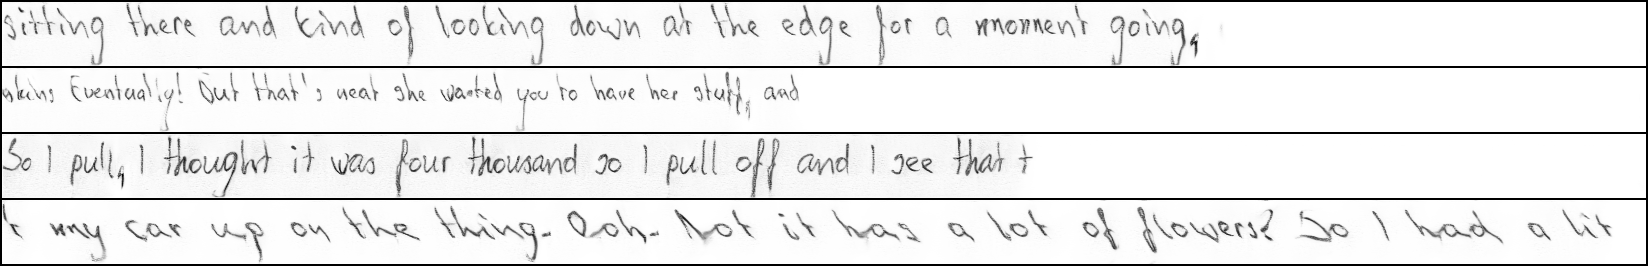 sitting there and kind of looking down at the edge for a moment going,
Eventually! But that's neat she wanted you to have her stuff, and
So I pull, I thought it was four thousand so I pull off and I see that t
t my car up on the thing. Ooh. Not it has a lot of flowers? So I had a lit